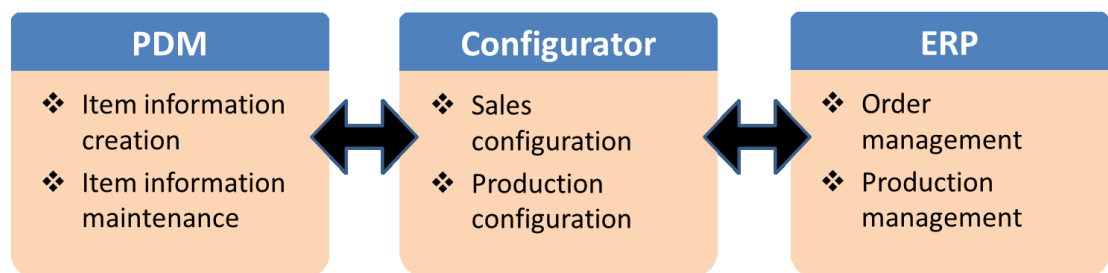 PDM
❖ Item information
creation
❖ Item information
maintenance
Configurator
❖ Sales
configuration
❖ Production
configuration
ERP
❖ Order
management
❖ Production
management